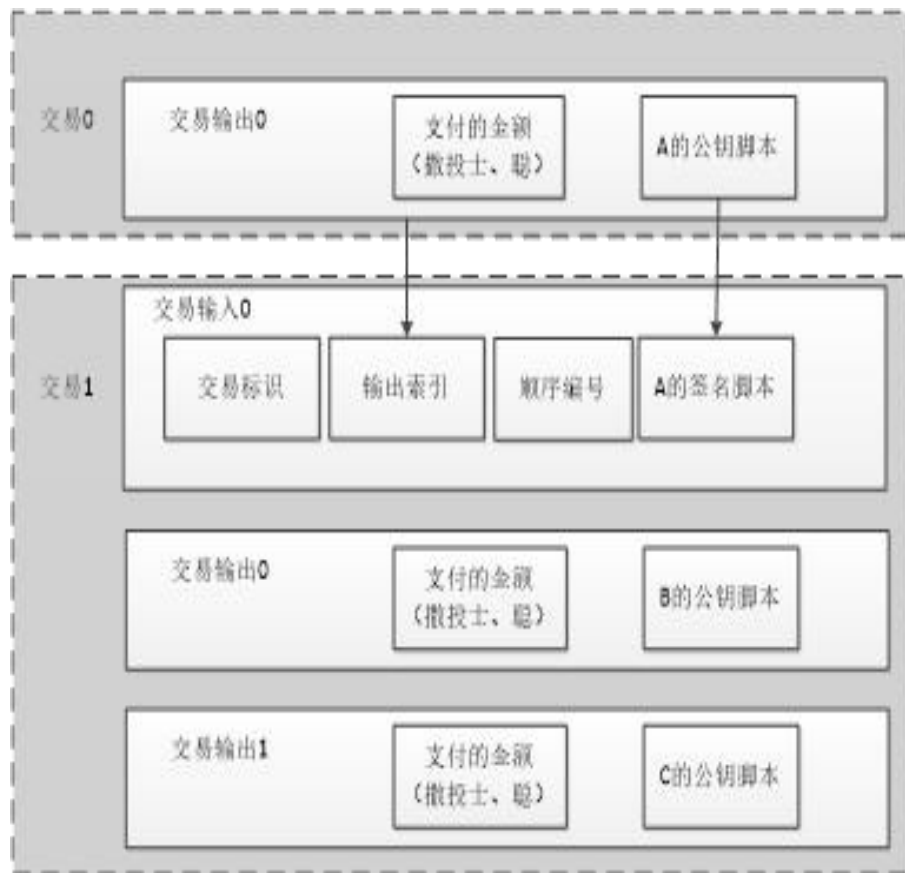 交易0
交易输出0
支付的金额
（撒投士、聪）
A的公钥脚本
交易1
交易输入0
交易标识
输出索引
顺序编号
A的签名脚本
交易输出0
支付的金额
（撒投士、聪）
B的公钥脚本
交易输出1
支付的金额
（撒投士、聪）
C的公钥脚本